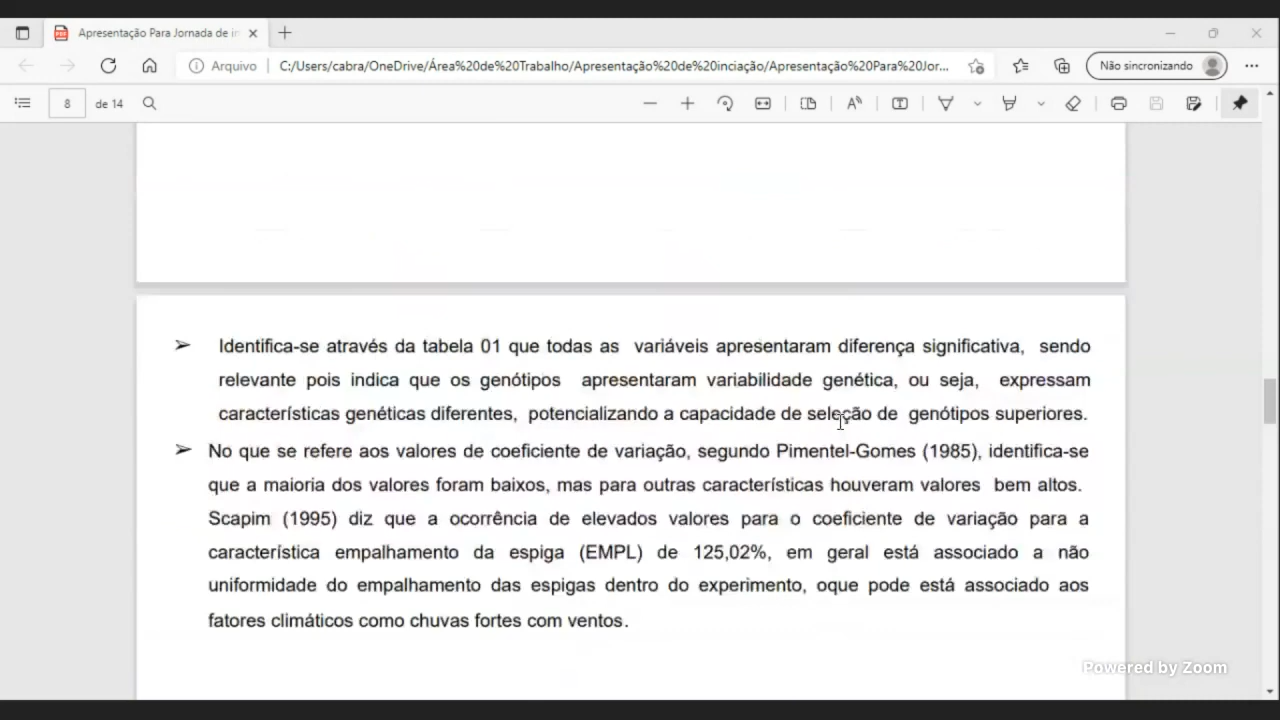 Apresentação Para Jornada de in
Arquivo
C:/Users/cabra/OneDrive/Área%20de%20Trabalho/Apresentação%20de%20inciação/Apresentação%20Para%20Jor...
Não sincronizando
8 de 14
➢ Identifica-se através da tabela 01 que todas as variáveis apresentaram diferença significativa, sendo
relevante pois indica que os genótipos apresentaram variabilidade genética, ou seja, expressam
características genéticas diferentes, potencializando a capacidade de seleção de genótipos superiores.
➢ No que se refere aos valores de coeficiente de variação, segundo Pimentel-Gomes (1985), identifica-se
que a maioria dos valores foram baixos, mas para outras características houveram valores bem altos.
Scapim (1995) diz que a ocorrência de elevados valores para o coeficiente de variação para a
característica empalhamento da espiga (EMPL) de 125,02%, em geral está associado a não
uniformidade do empalhamento das espigas dentro do experimento, oque pode está associado aos
fatores climáticos como chuvas fortes com ventos.
Powered by Zoom